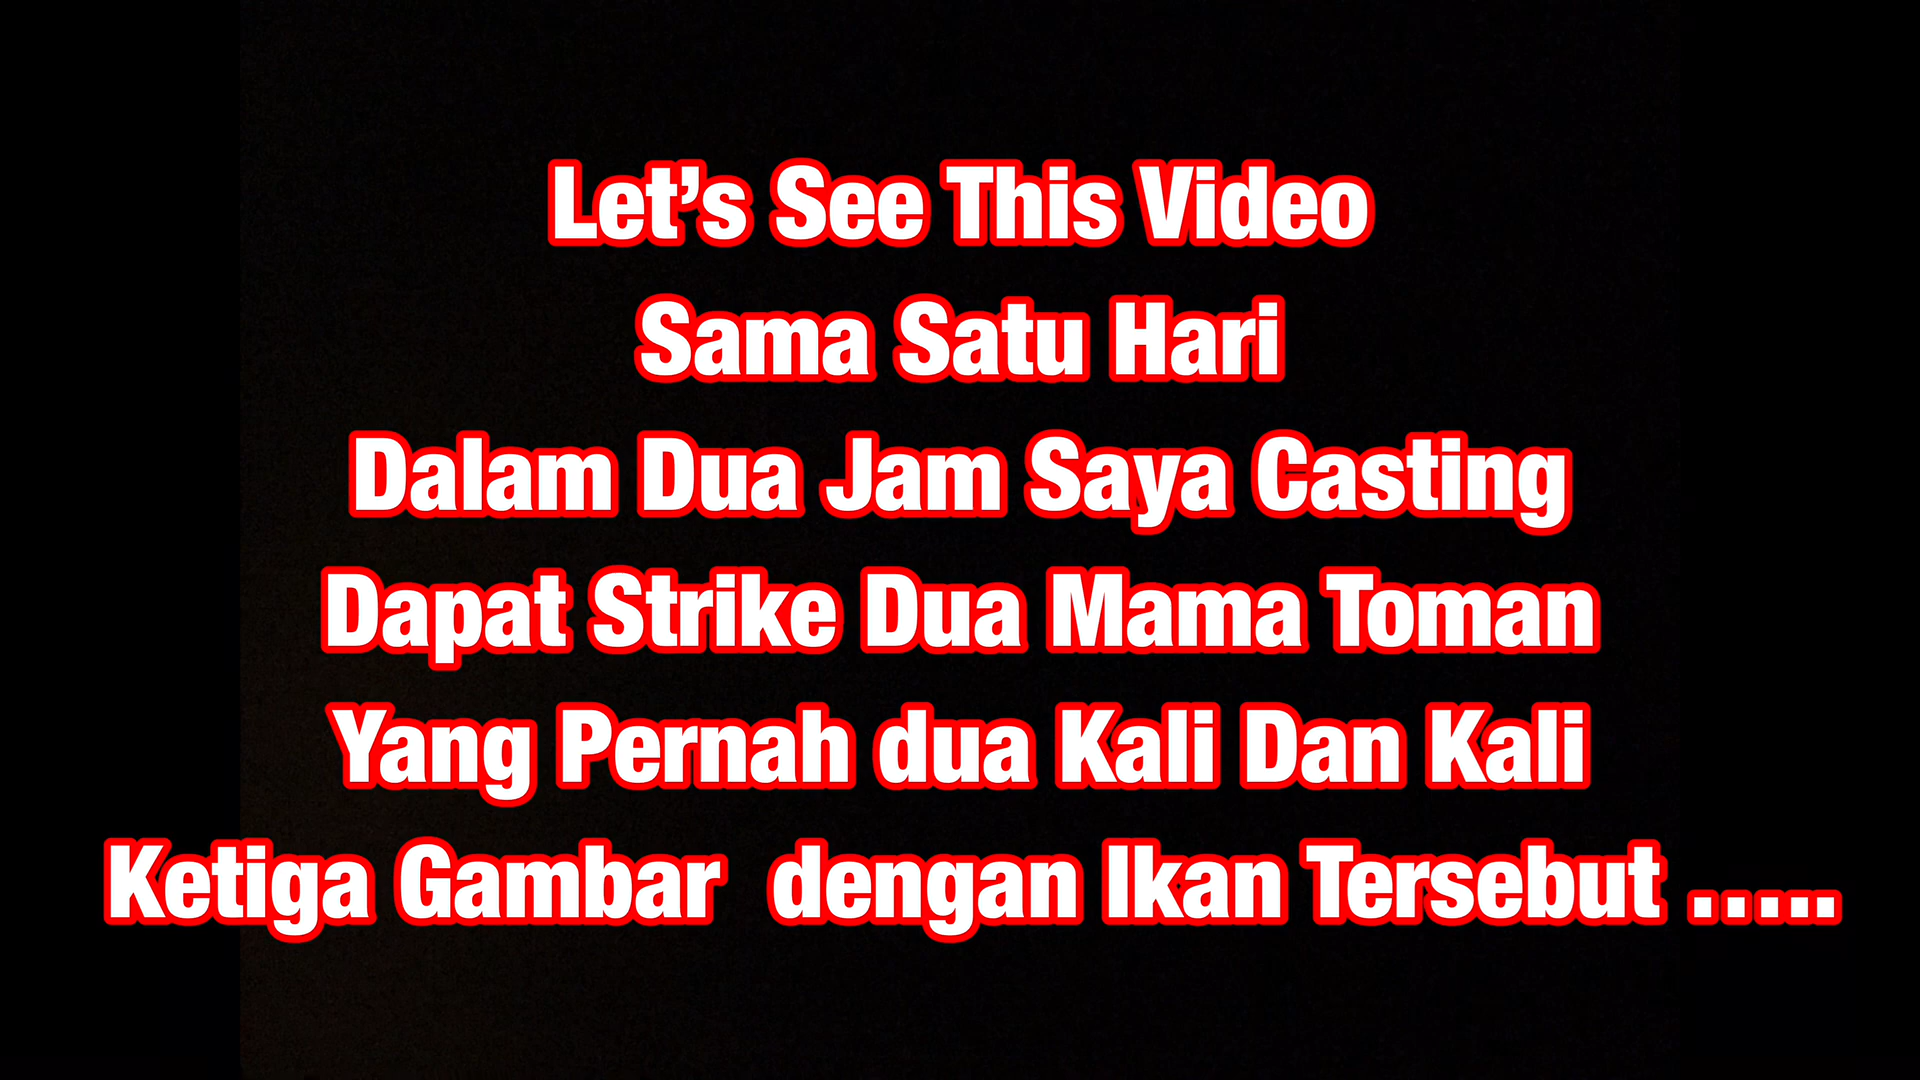 Let’s See This Video
Sama Satu Hari
Dalam Dua Jam Saya Casting
Dapat Strike Dua Mama Toman
Yang Pernah dua Kali Dan Kali
Ketiga Gambar  dengan Ikan Tersebut .....